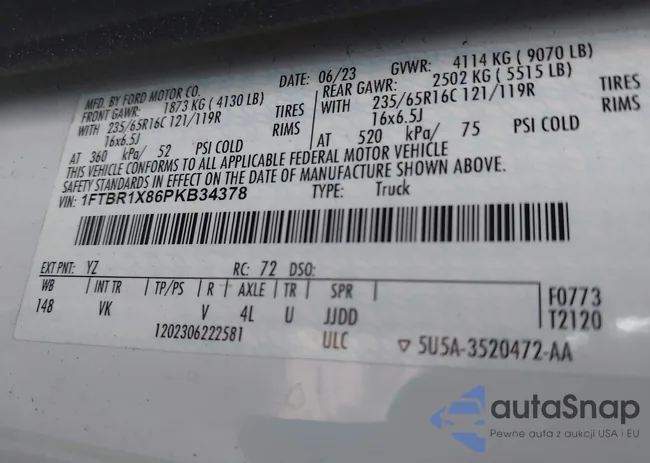 MFD. BY FORD MOTOR CO. DATE: 06/23 GVWR: 4114 KG ( 9070 LB)
FRONT GAWR: 1873 KG ( 4130 LB) REAR GAWR: 2502 KG ( 5515 LB)
WITH 235/65R16C 121/119R TIRES WITH 235/65R16C 121/119R TIRES
16x6.5J RIMS 16x6.5J RIMS
AT 360 kPa/ 52 PSI COLD AT 520 kPa/ 75 PSI COLD
THIS VEHICLE CONFORMS TO ALL APPLICABLE FEDERAL MOTOR VEHICLE
SAFETY STANDARDS IN EFFECT ON THE DATE OF MANUFACTURE SHOWN ABOVE.
VIN: 1FTBR1X86PKB34378 TYPE: Truck
EXT PNT: YZ RC: 72 DSO:
WB INT TR TP/PS R AXLE TR SPR F0773
148 VK V 4L U JJDD T2120
1202306222581 ULC ▽ 5U5A-3520472-AA
autaSnap
Pewne auta z aukcji USA i EU